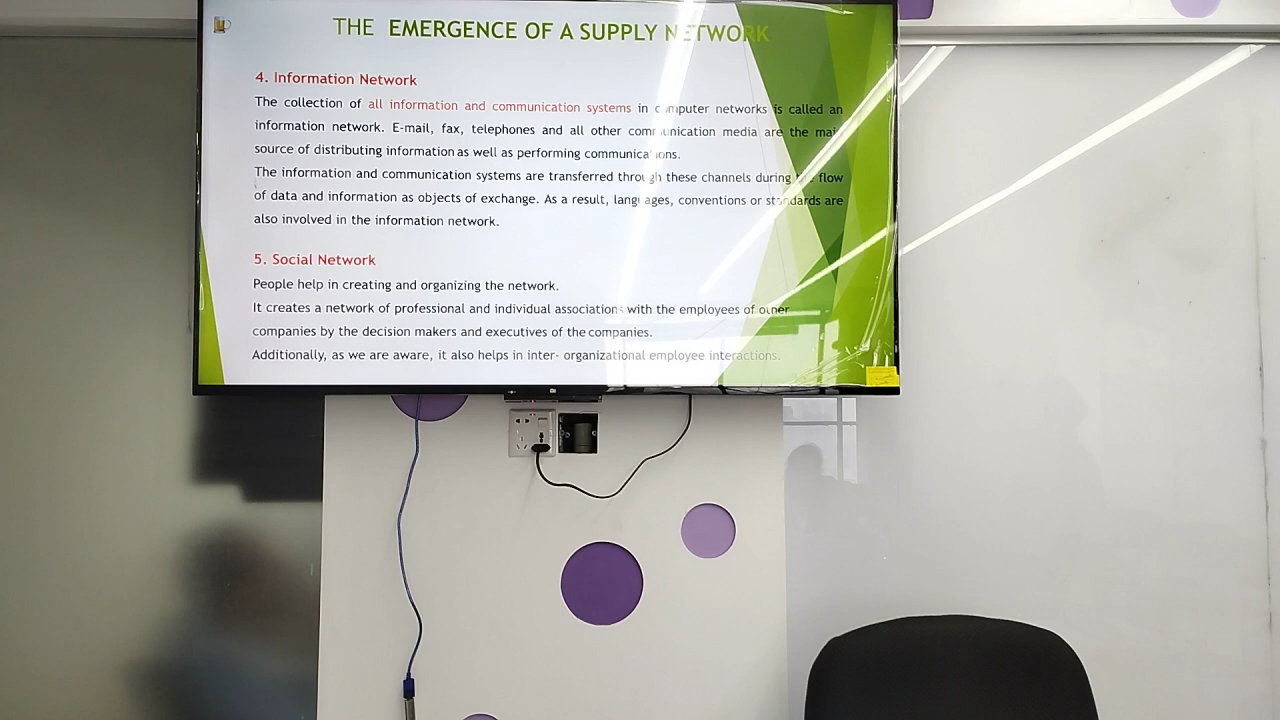 THE EMERGENCE OF A SUPPLY NETWORK
4. Information Network
The collection of all information and communication systems in computer networks is called an
information network. E-mail, fax, telephones and all other communication media are the main
source of distributing information as well as performing communications.
The information and communication systems are transferred through these channels during the flow
of data and information as objects of exchange. As a result, languages, conventions or standards are
also involved in the information network.
5. Social Network
People help in creating and organizing the network.
It creates a network of professional and individual associations with the employees of other
companies by the decision makers and executives of the companies.
Additionally, as we are aware, it also helps in inter- organizational employee interactions.